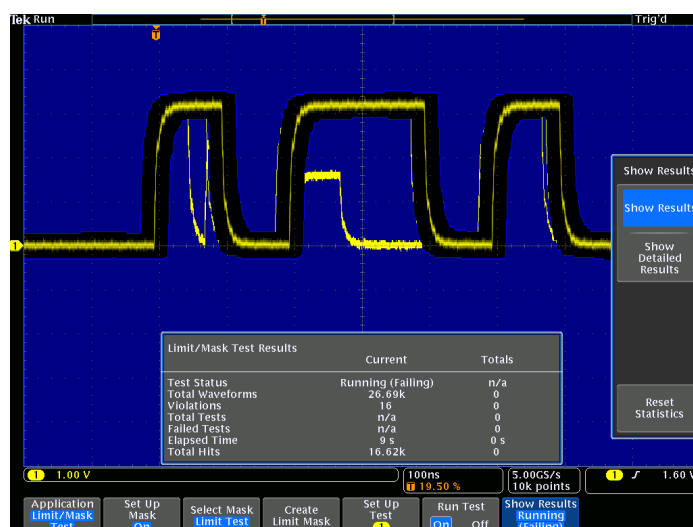 Tek Run Trig'd
T
T
1
Show Results
Show Results
Show
Detailed
Results
Reset
Statistics
Limit/Mask Test Results
Current Totals
Test Status Running (Failing) n/a
Total Waveforms 26.69k 0
Violations 16 0
Total Tests n/a 0
Failed Tests n/a 0
Elapsed Time 9 s 0 s
Total Hits 16.62k 0
1 1.00 V 100ns 5.00GS/s 1 1.60 V
T 19.50 % 10k points
Application Set Up Select Mask Create Set Up Run Test Show Results
Limit/Mask Mask Limit Test Limit Mask Test On Off Running
Test On 1 (Failing)